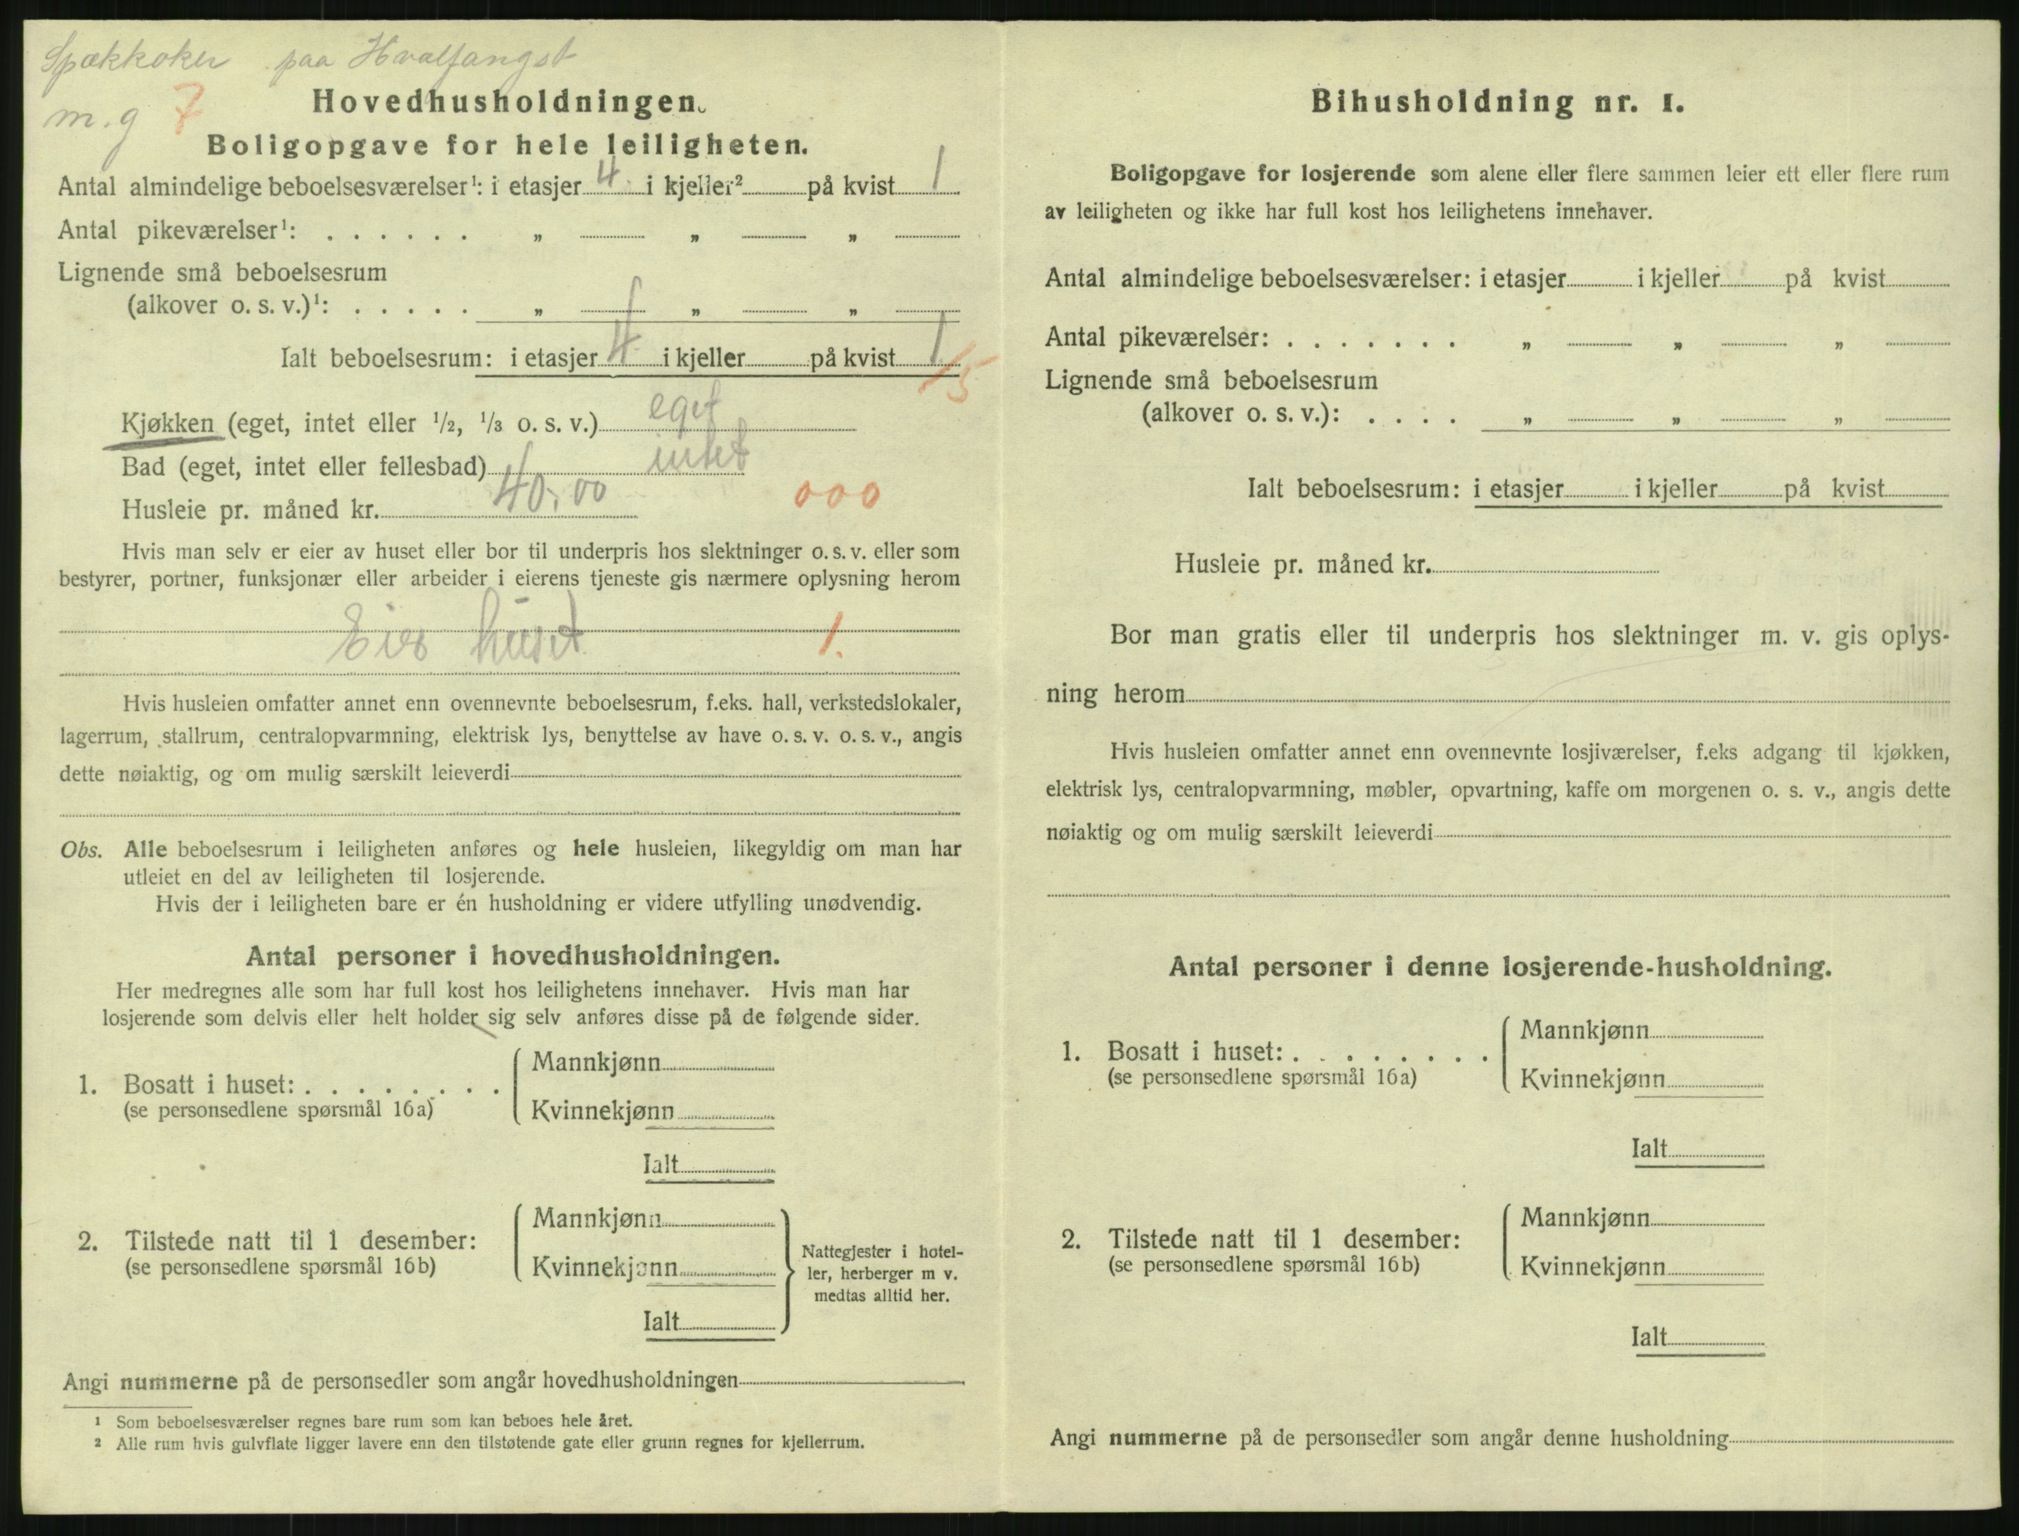 Spækkoker paa Hvalfangst
m.g 7
Hovedhusholdningen.
Boligopgave for hele leiligheten.
Antal almindelige beboelsesværelser¹: i etasjer 4 i kjeller² på kvist 1
Antal pikeværelser¹: . . . . . . „ „ „
Lignende små beboelsesrum
(alkover o. s. v.)¹: . . . . . „ „ „
Ialt beboelsesrum: i etasjer 4 i kjeller på kvist 1
/5
Kjøkken (eget, intet eller 1/2, 1/3 o. s. v.) eget
Bad (eget, intet eller fellesbad) intet
Husleie pr. måned kr. 40,00 000
Hvis man selv er eier av huset eller bor til underpris hos slektninger o. s. v. eller som
bestyrer, portner, funksjonær eller arbeider i eierens tjeneste gis nærmere oplysning herom
Eier huset 1.
Hvis husleien omfatter annet enn ovennevnte beboelsesrum, f.eks. hall, verkstedslokaler,
lagerrum, stallrum, centralopvarmning, elektrisk lys, benyttelse av have o. s. v. o. s. v., angis
dette nøiaktig, og om mulig særskilt leieverdi
Obs. Alle beboelsesrum i leiligheten anføres og hele husleien, likegyldig om man har
utleiet en del av leiligheten til losjerende.
Hvis der i leiligheten bare er én husholdning er videre utfylling unødvendig.
Antal personer i hovedhusholdningen.
Her medregnes alle som har full kost hos leilighetens innehaver. Hvis man har
losjerende som delvis eller helt holder sig selv anføres disse på de følgende sider.
Mannkjønn
1. Bosatt i huset: . . . . . . . .
(se personsedlene spørsmål 16a)
Kvinnekjønn
Ialt
Mannkjønn
2. Tilstede natt til 1 desember:
(se personsedlene spørsmål 16b)
Kvinnekjønn
Ialt
Nattegjester i hotel-
ler, herberger m v.
medtas alltid her.
Angi nummerne på de personsedler som angår hovedhusholdningen
¹ Som beboelsesværelser regnes bare rum som kan beboes hele året.
² Alle rum hvis gulvflate ligger lavere enn den tilstøtende gate eller grunn regnes for kjellerrum.
Bihusholdning nr. 1.
Boligopgave for losjerende som alene eller flere sammen leier ett eller flere rum
av leiligheten og ikke har full kost hos leilighetens innehaver.
Antal almindelige beboelsesværelser: i etasjer i kjeller på kvist
Antal pikeværelser: . . . . . . . „ „ „
Lignende små beboelsesrum
(alkover o. s. v.): . . . . „ „ „
Ialt beboelsesrum: i etasjer i kjeller på kvist
Husleie pr. måned kr.
Bor man gratis eller til underpris hos slektninger m. v. gis oplys-
ning herom
Hvis husleien omfatter annet enn ovennevnte losjiværelser, f.eks adgang til kjøkken,
elektrisk lys, centralopvarmning, møbler, opvartning, kaffe om morgenen o. s. v., angis dette
nøiaktig og om mulig særskilt leieverdi
Antal personer i denne losjerende-husholdning.
Mannkjønn
1. Bosatt i huset: . . . . . . . .
(se personsedlene spørsmål 16a)
Kvinnekjønn
Ialt
Mannkjønn
2. Tilstede natt til 1 desember:
(se personsedlene spørsmål 16b)
Kvinnekjønn
Ialt
Angi nummerne på de personsedler som angår denne husholdning